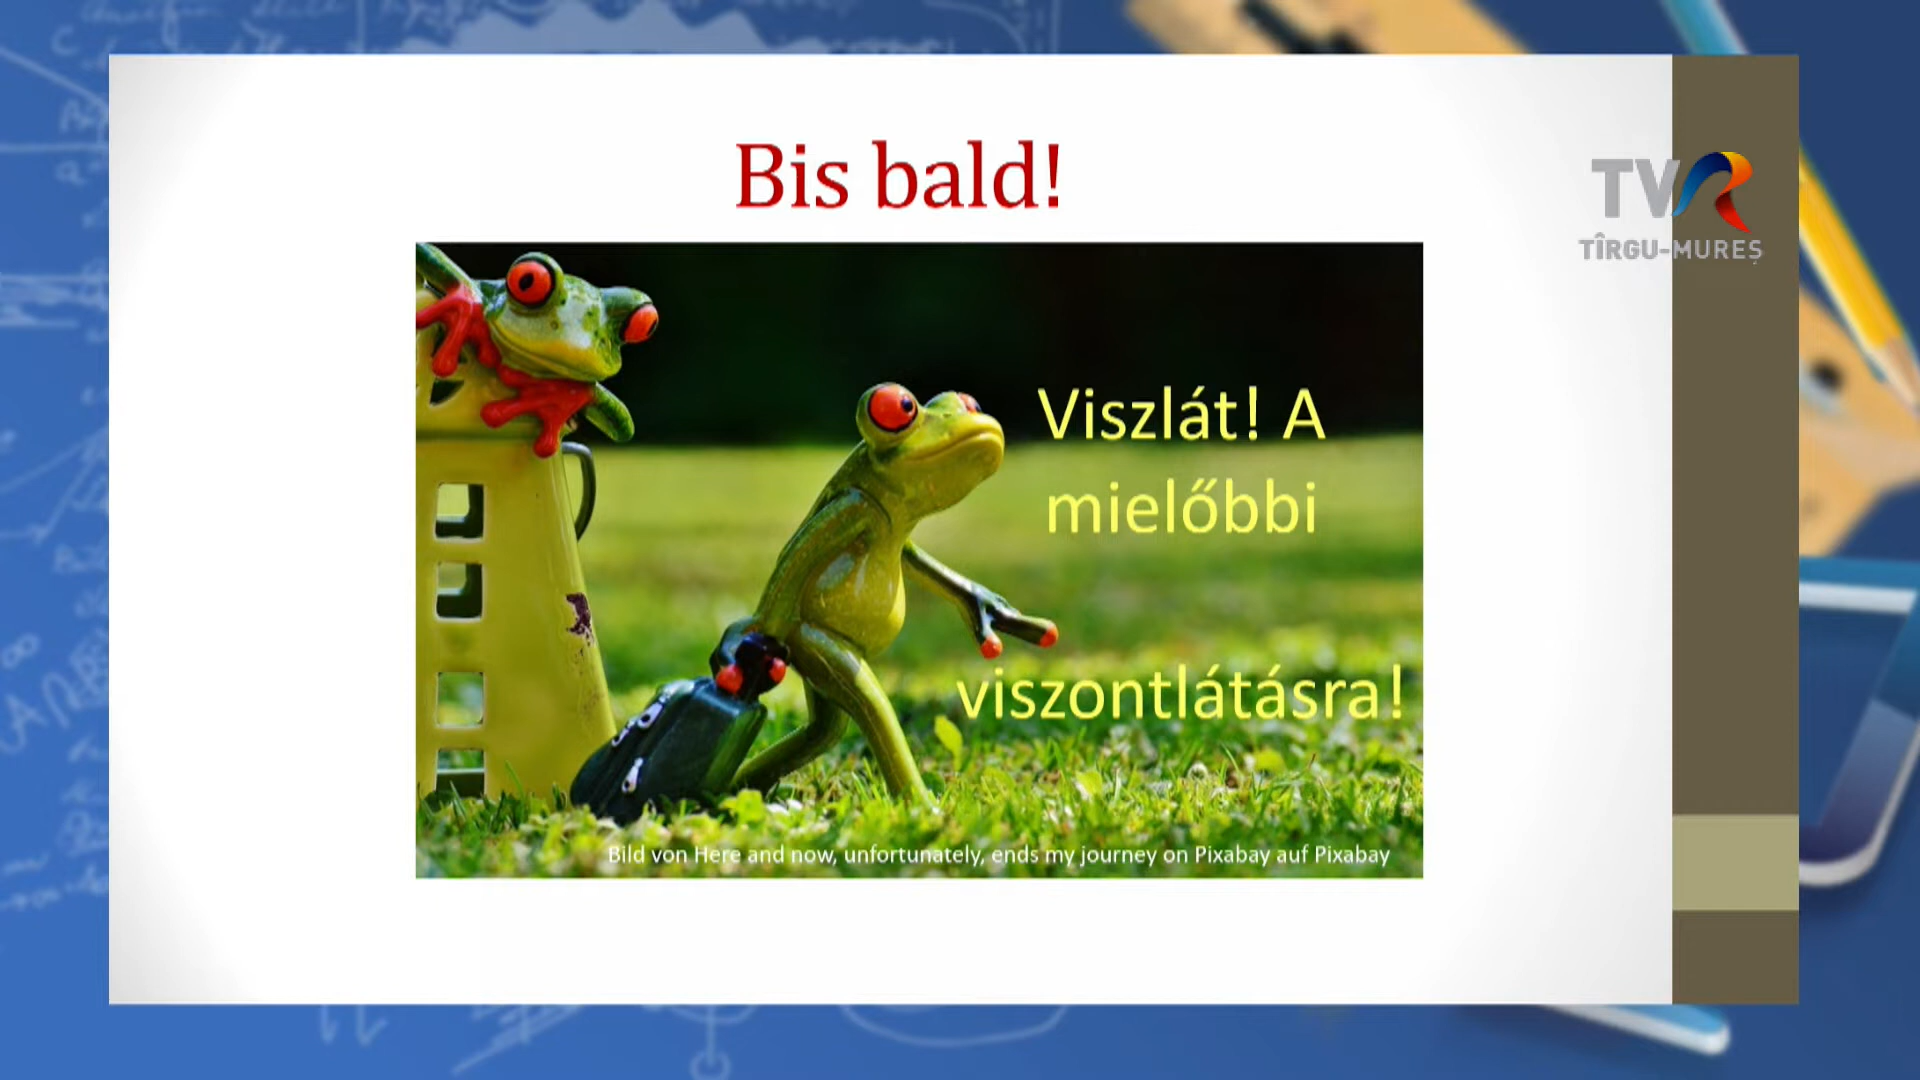 Bis bald!
TVR
TÎRGU-MUREȘ
Viszlát! A
mielőbbi
viszontlátásra!
Bild von Here and now, unfortunately, ends my journey on Pixabay auf Pixabay